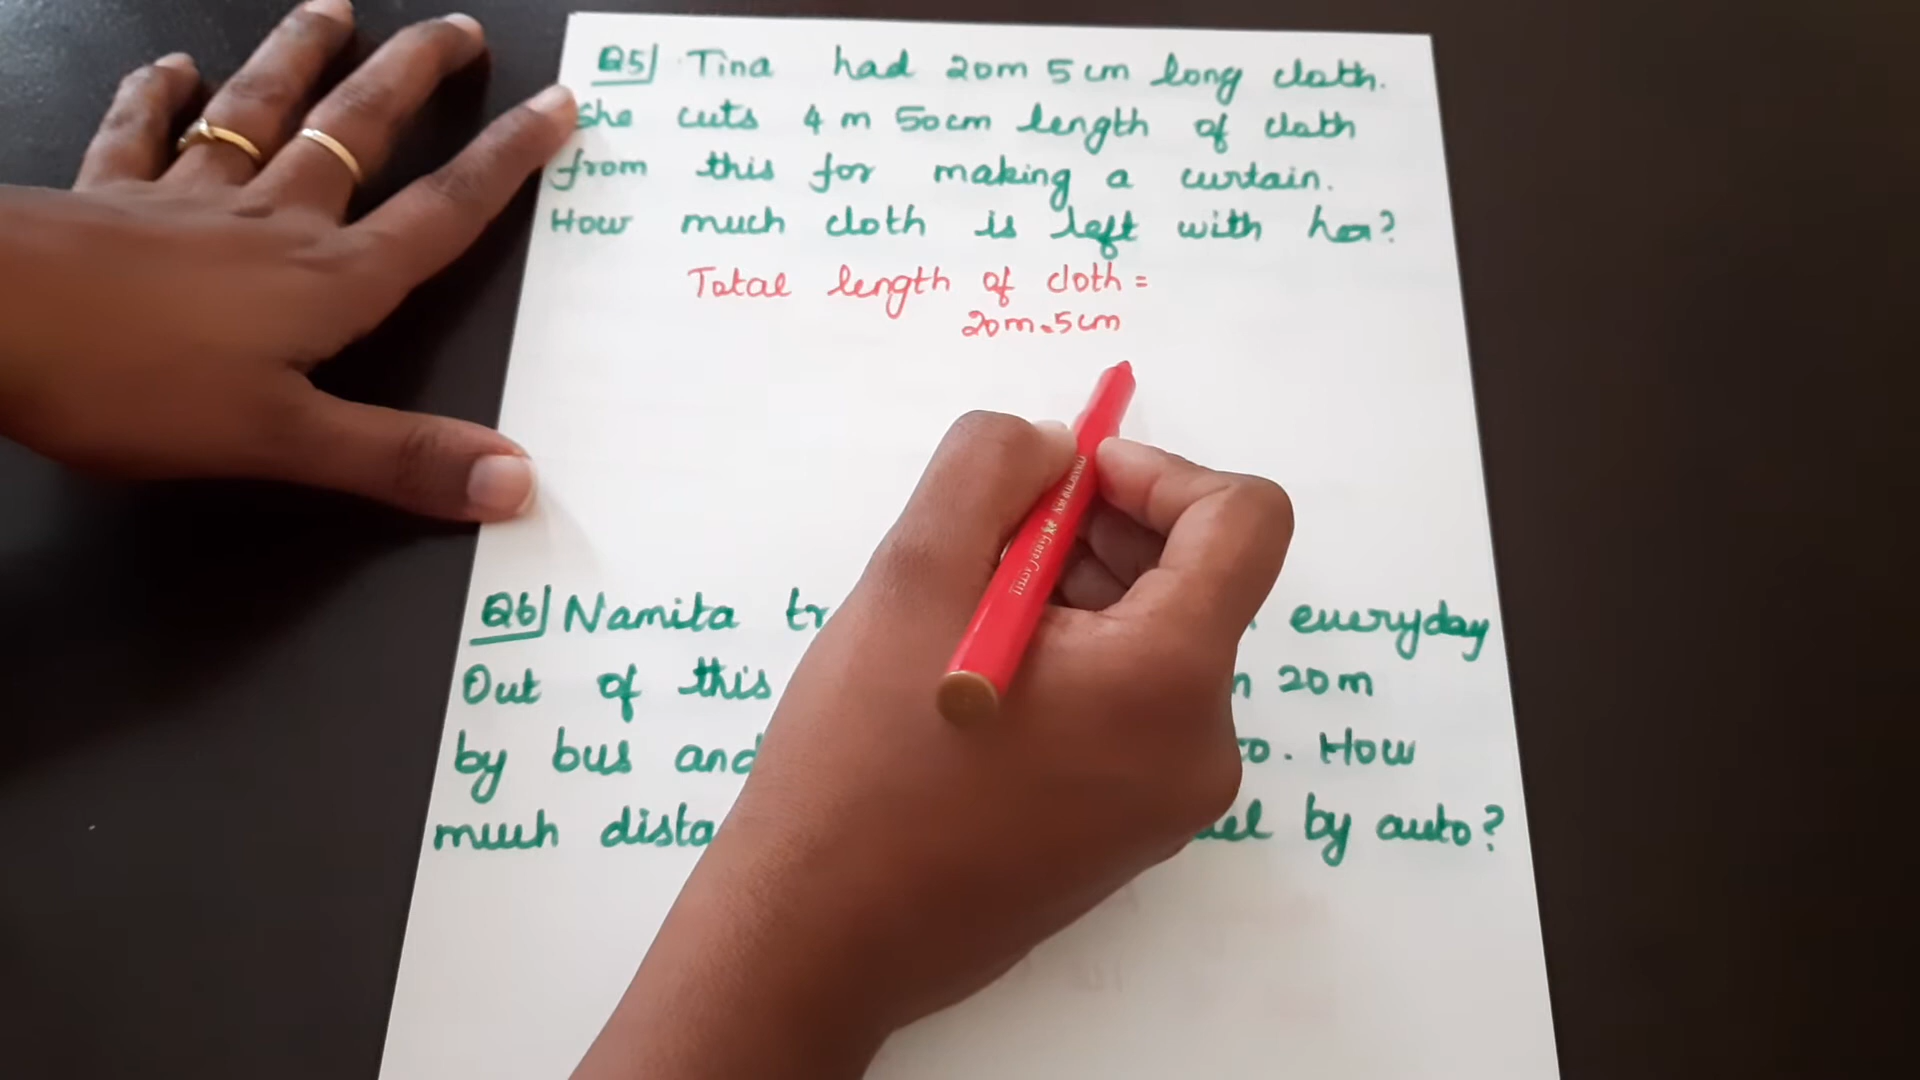 Q5 Tina had 20m 5cm long cloth.
She cuts 4 m 50cm length of cloth
from this for making a curtain.
How much cloth is left with her?
Total length of cloth =
20m.5cm
Q6 Namita everyday
Out of this 20m
by bus and How
much by auto?
FABER CASTELL